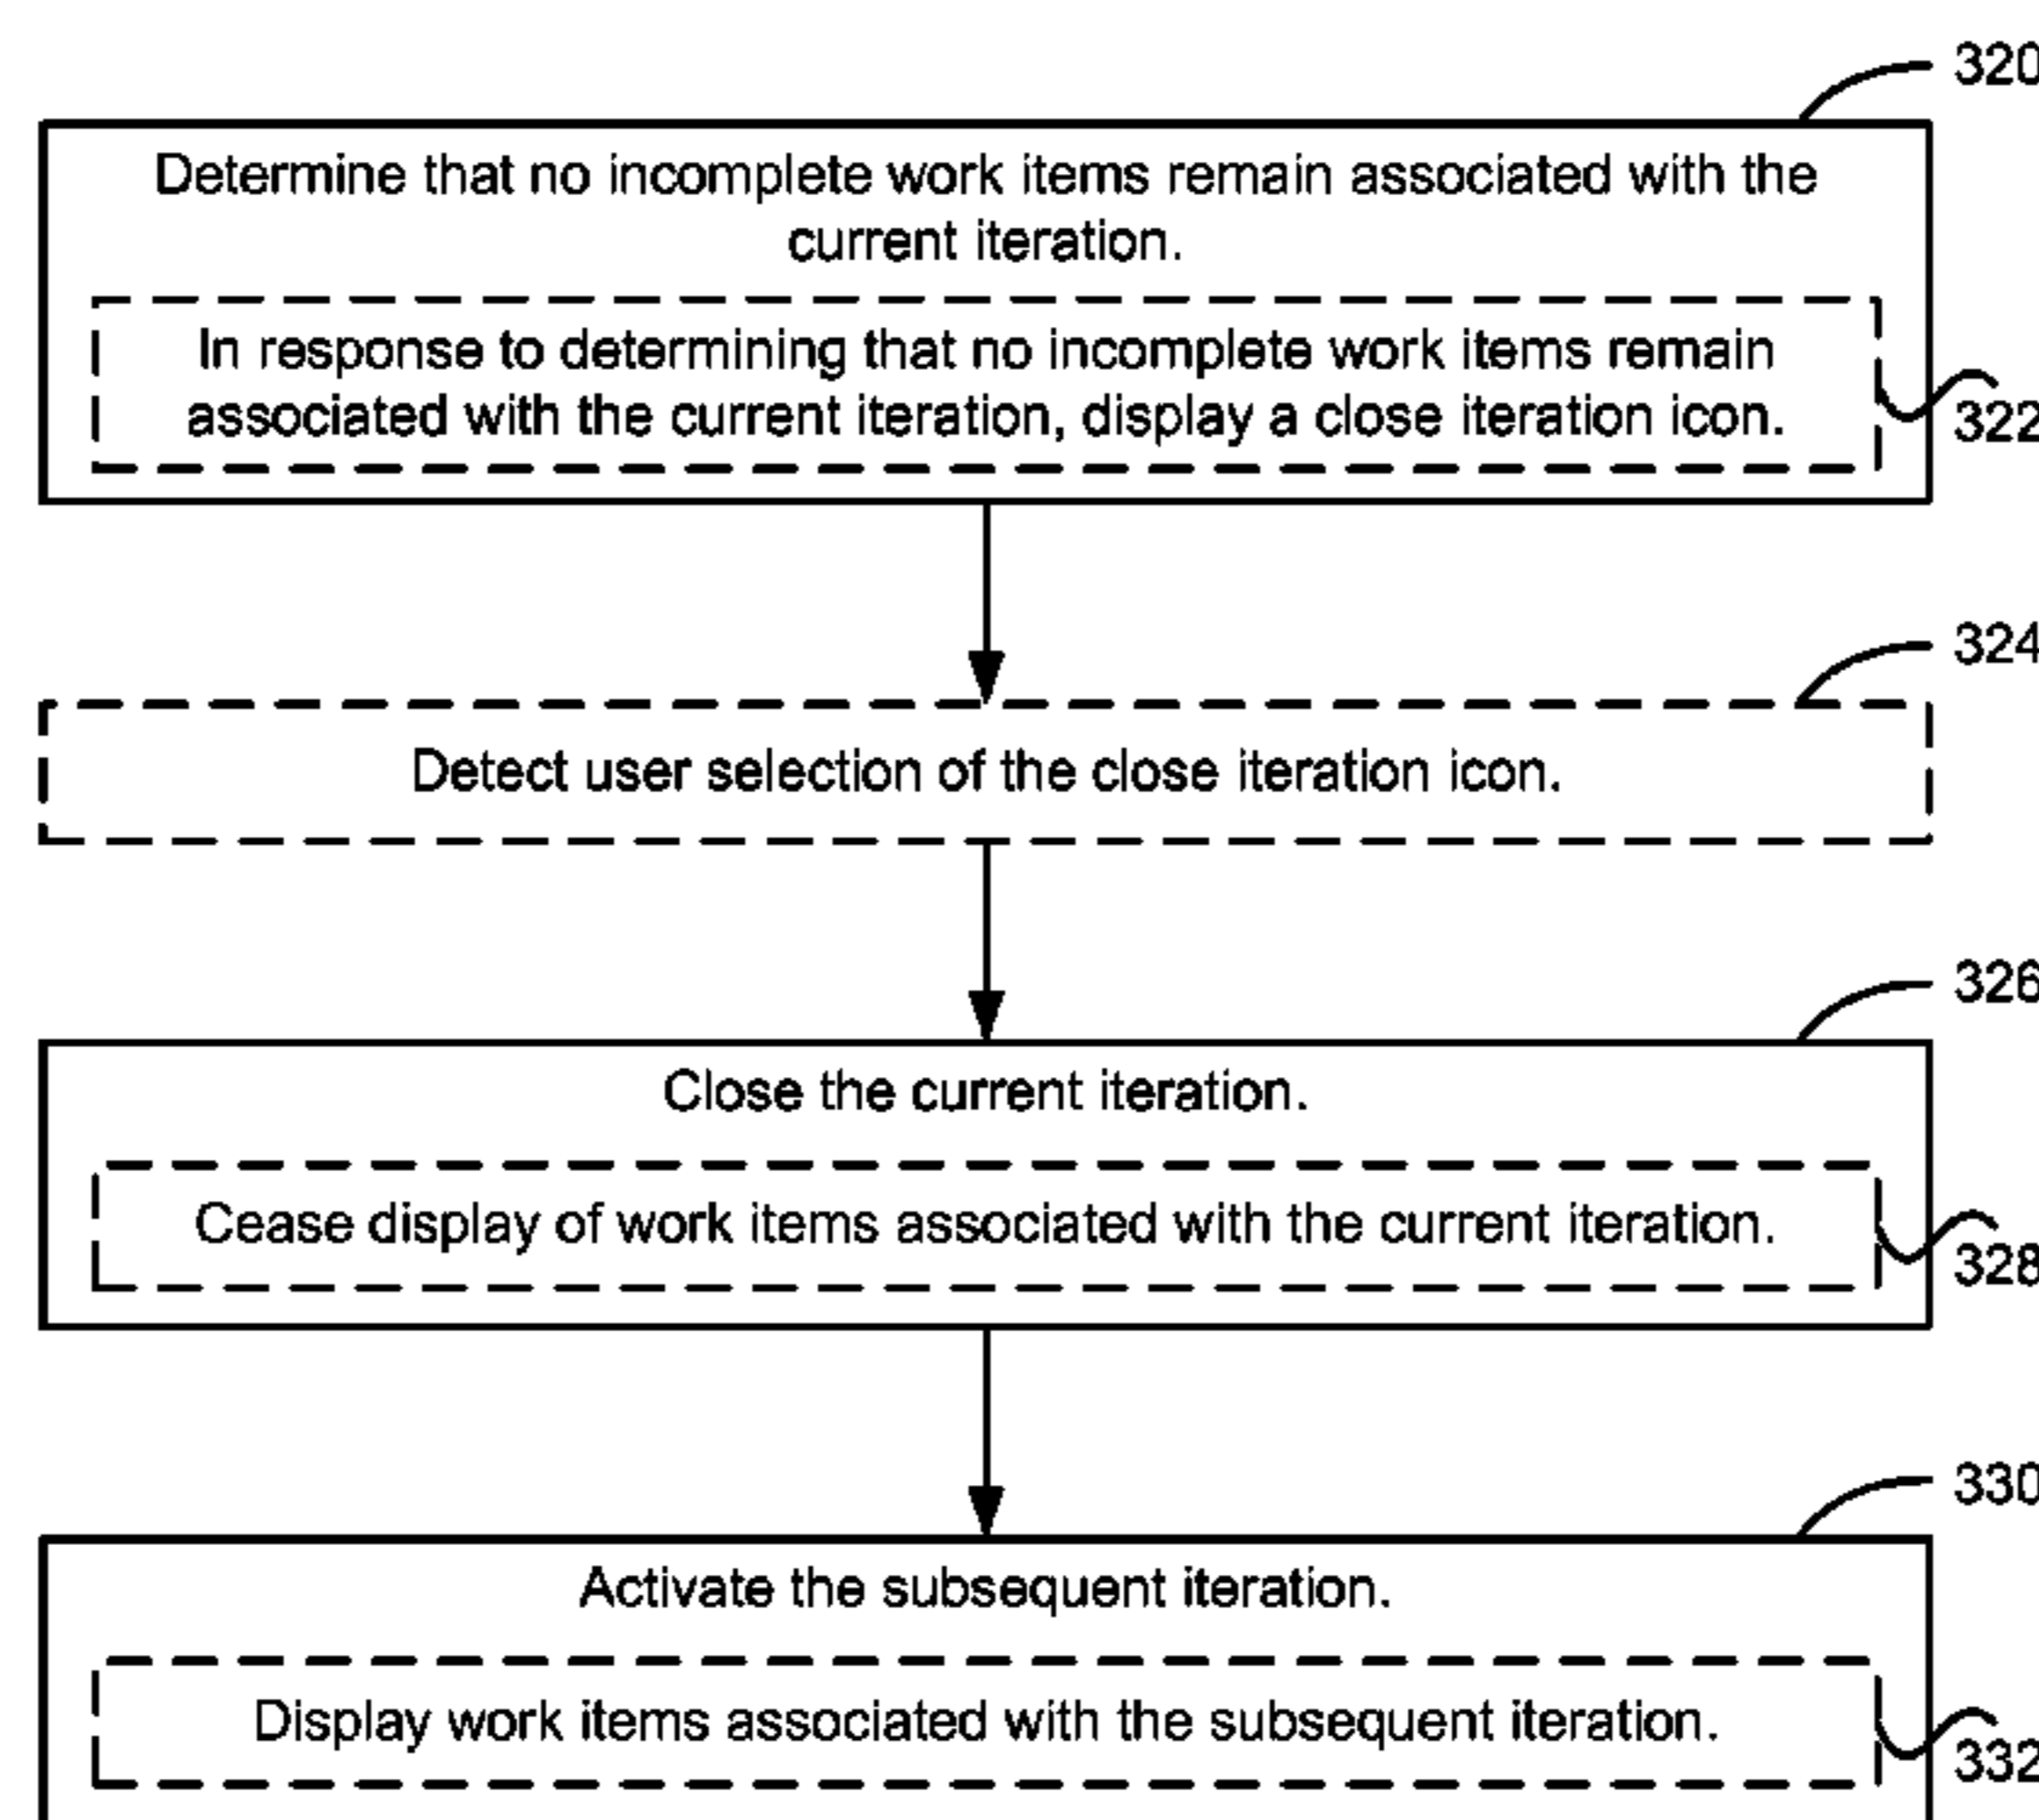 320
Determine that no incomplete work items remain associated with the
current iteration.
In response to determining that no incomplete work items remain
associated with the current iteration, display a close iteration icon.
322
324
Detect user selection of the close iteration icon.
326
Close the current iteration.
Cease display of work items associated with the current iteration.
328
330
Activate the subsequent iteration.
Display work items associated with the subsequent iteration.
332